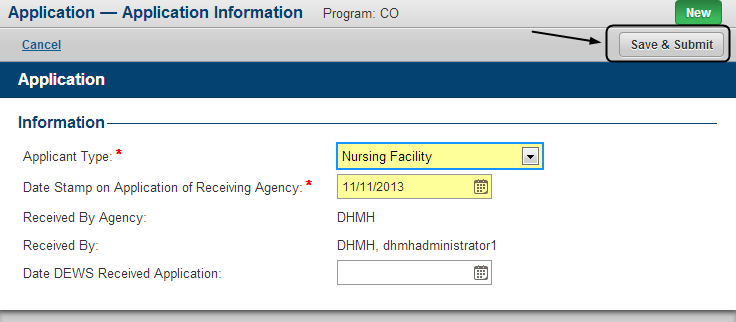 Application — Application Information Program: CO New
Cancel Save & Submit
Application
Information
Applicant Type: * Nursing Facility
Date Stamp on Application of Receiving Agency: * 11/11/2013
Received By Agency: DHMH
Received By: DHMH, dhmhadministrator1
Date DEWS Received Application: